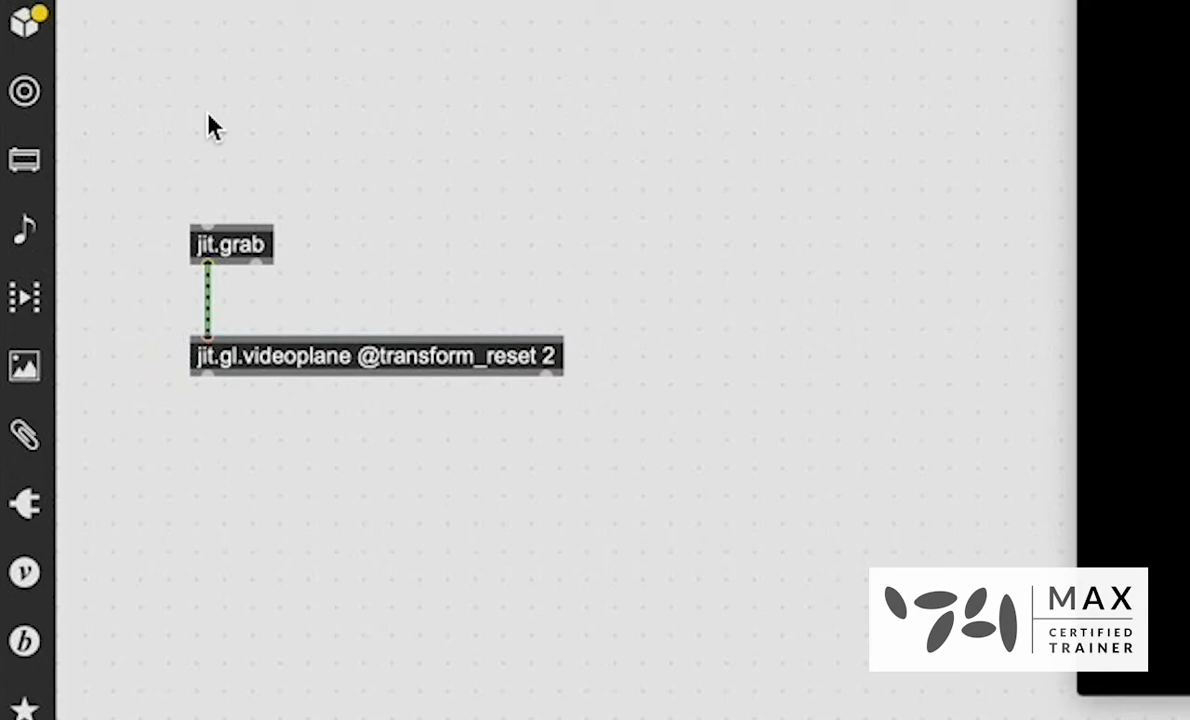 jit.grab
jit.gl.videoplane @transform_reset 2
MAX
CERTIFIED
TRAINER